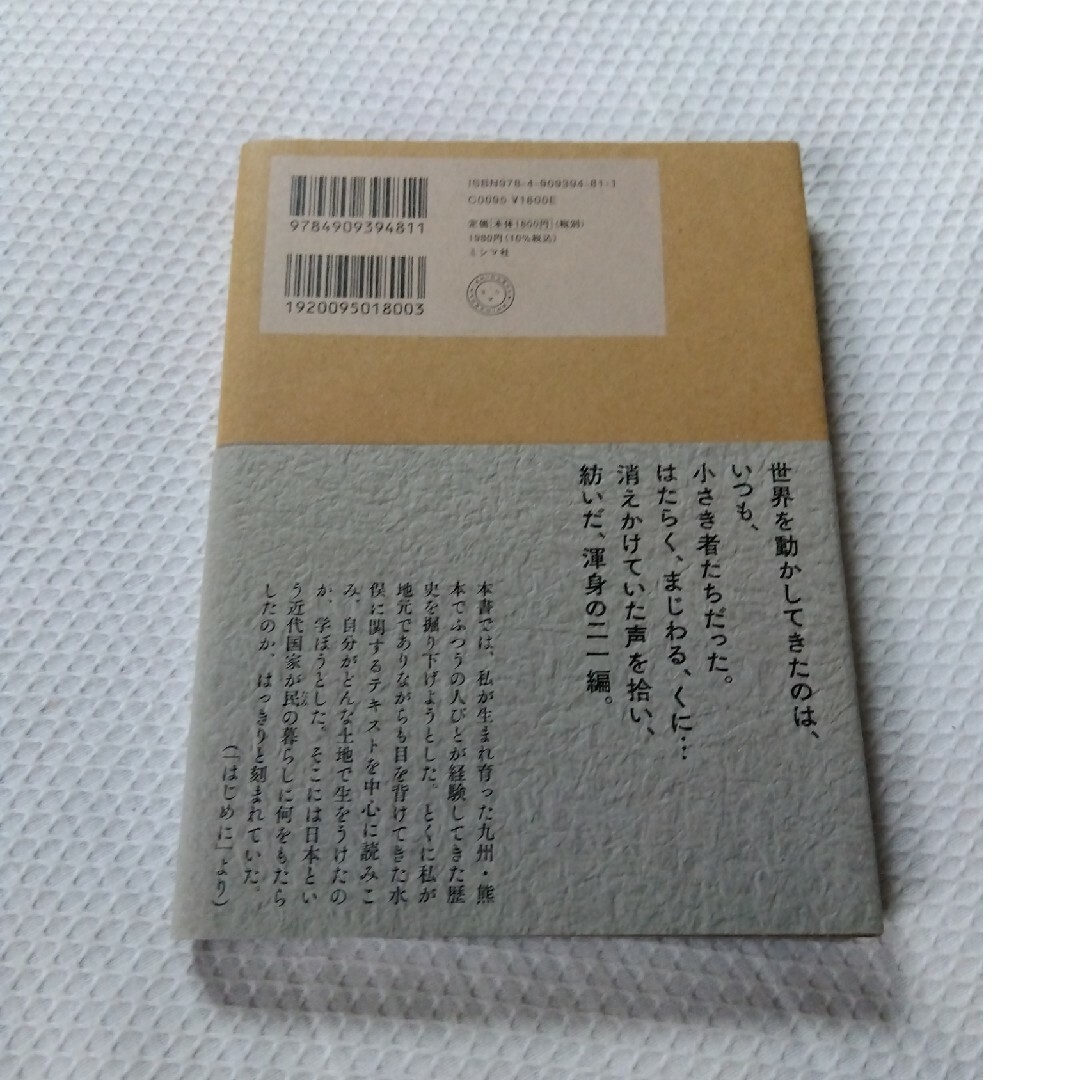 9784909394811
1920095018003
ISBN978-4-909394-81-1
C0095 ¥1800E
定価[本体1800円](税別)
1980円(10%税込)
ミシマ社
世界を動かしてきたのは、
いつも、
小さき者たちだった。
はたらく、まじわる、くに…
消えかけていた声を拾い、
紡いだ、渾身の二一編。
本書では、私が生まれ育った九州・熊
本でふつうの人びとが経験してきた歴
史を掘り下げようとした。とくに私が
地元でありながらも目を背けてきた水
俣に関するテキストを中心に読みこ
み、自分がどんな土地で生をうけたの
か、学ぼうとした。そこには日本とい
う近代国家が民の暮らしに何をもたら
したのか、はっきりと刻まれていた。
(「はじめに」より)